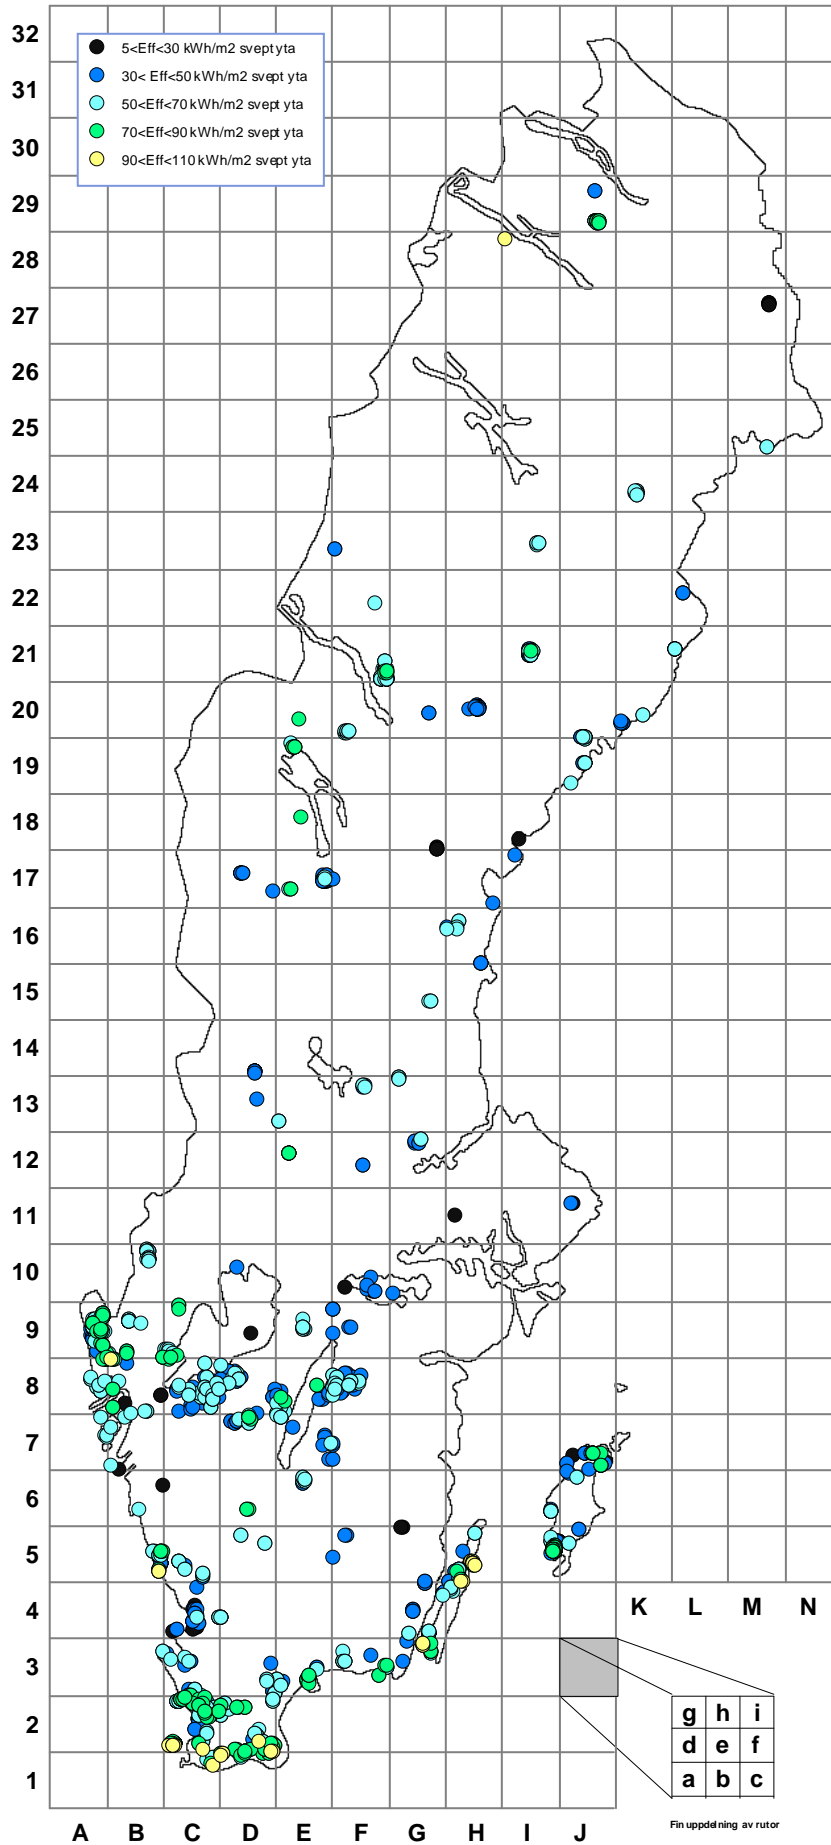 32
5<Eff<30 kWh/m2 svept yta
30< Eff<50 kWh/m2 svept yta
50<Eff<70 kWh/m2 svept yta
70<Eff<90 kWh/m2 svept yta
90<Eff<110 kWh/m2 svept yta
31
30
29
28
27
26
25
24
23
22
21
20
19
18
17
16
15
14
13
12
11
10
9
8
7
6
5
4
K L M N
3
2
g h i
d e f
a b c
1
Fin uppdelning av rutor
A B C D E F G H I J